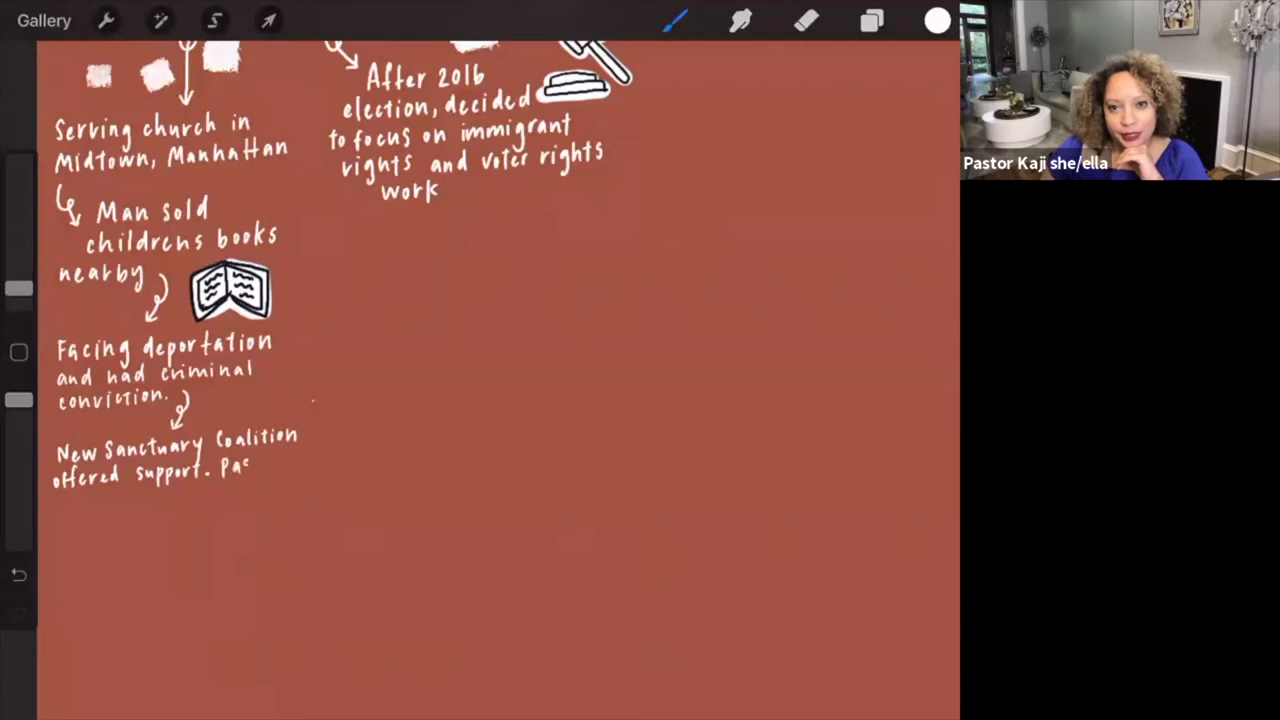 Gallery
Serving church in
Midtown, Manhattan
Man sold
childrens books
nearby
Facing deportation
and had criminal
conviction.
New Sanctuary Coalition
offered support. Pac
After 2016
election, decided
to focus on immigrant
rights and voter rights
work
Pastor Kaji she/ella